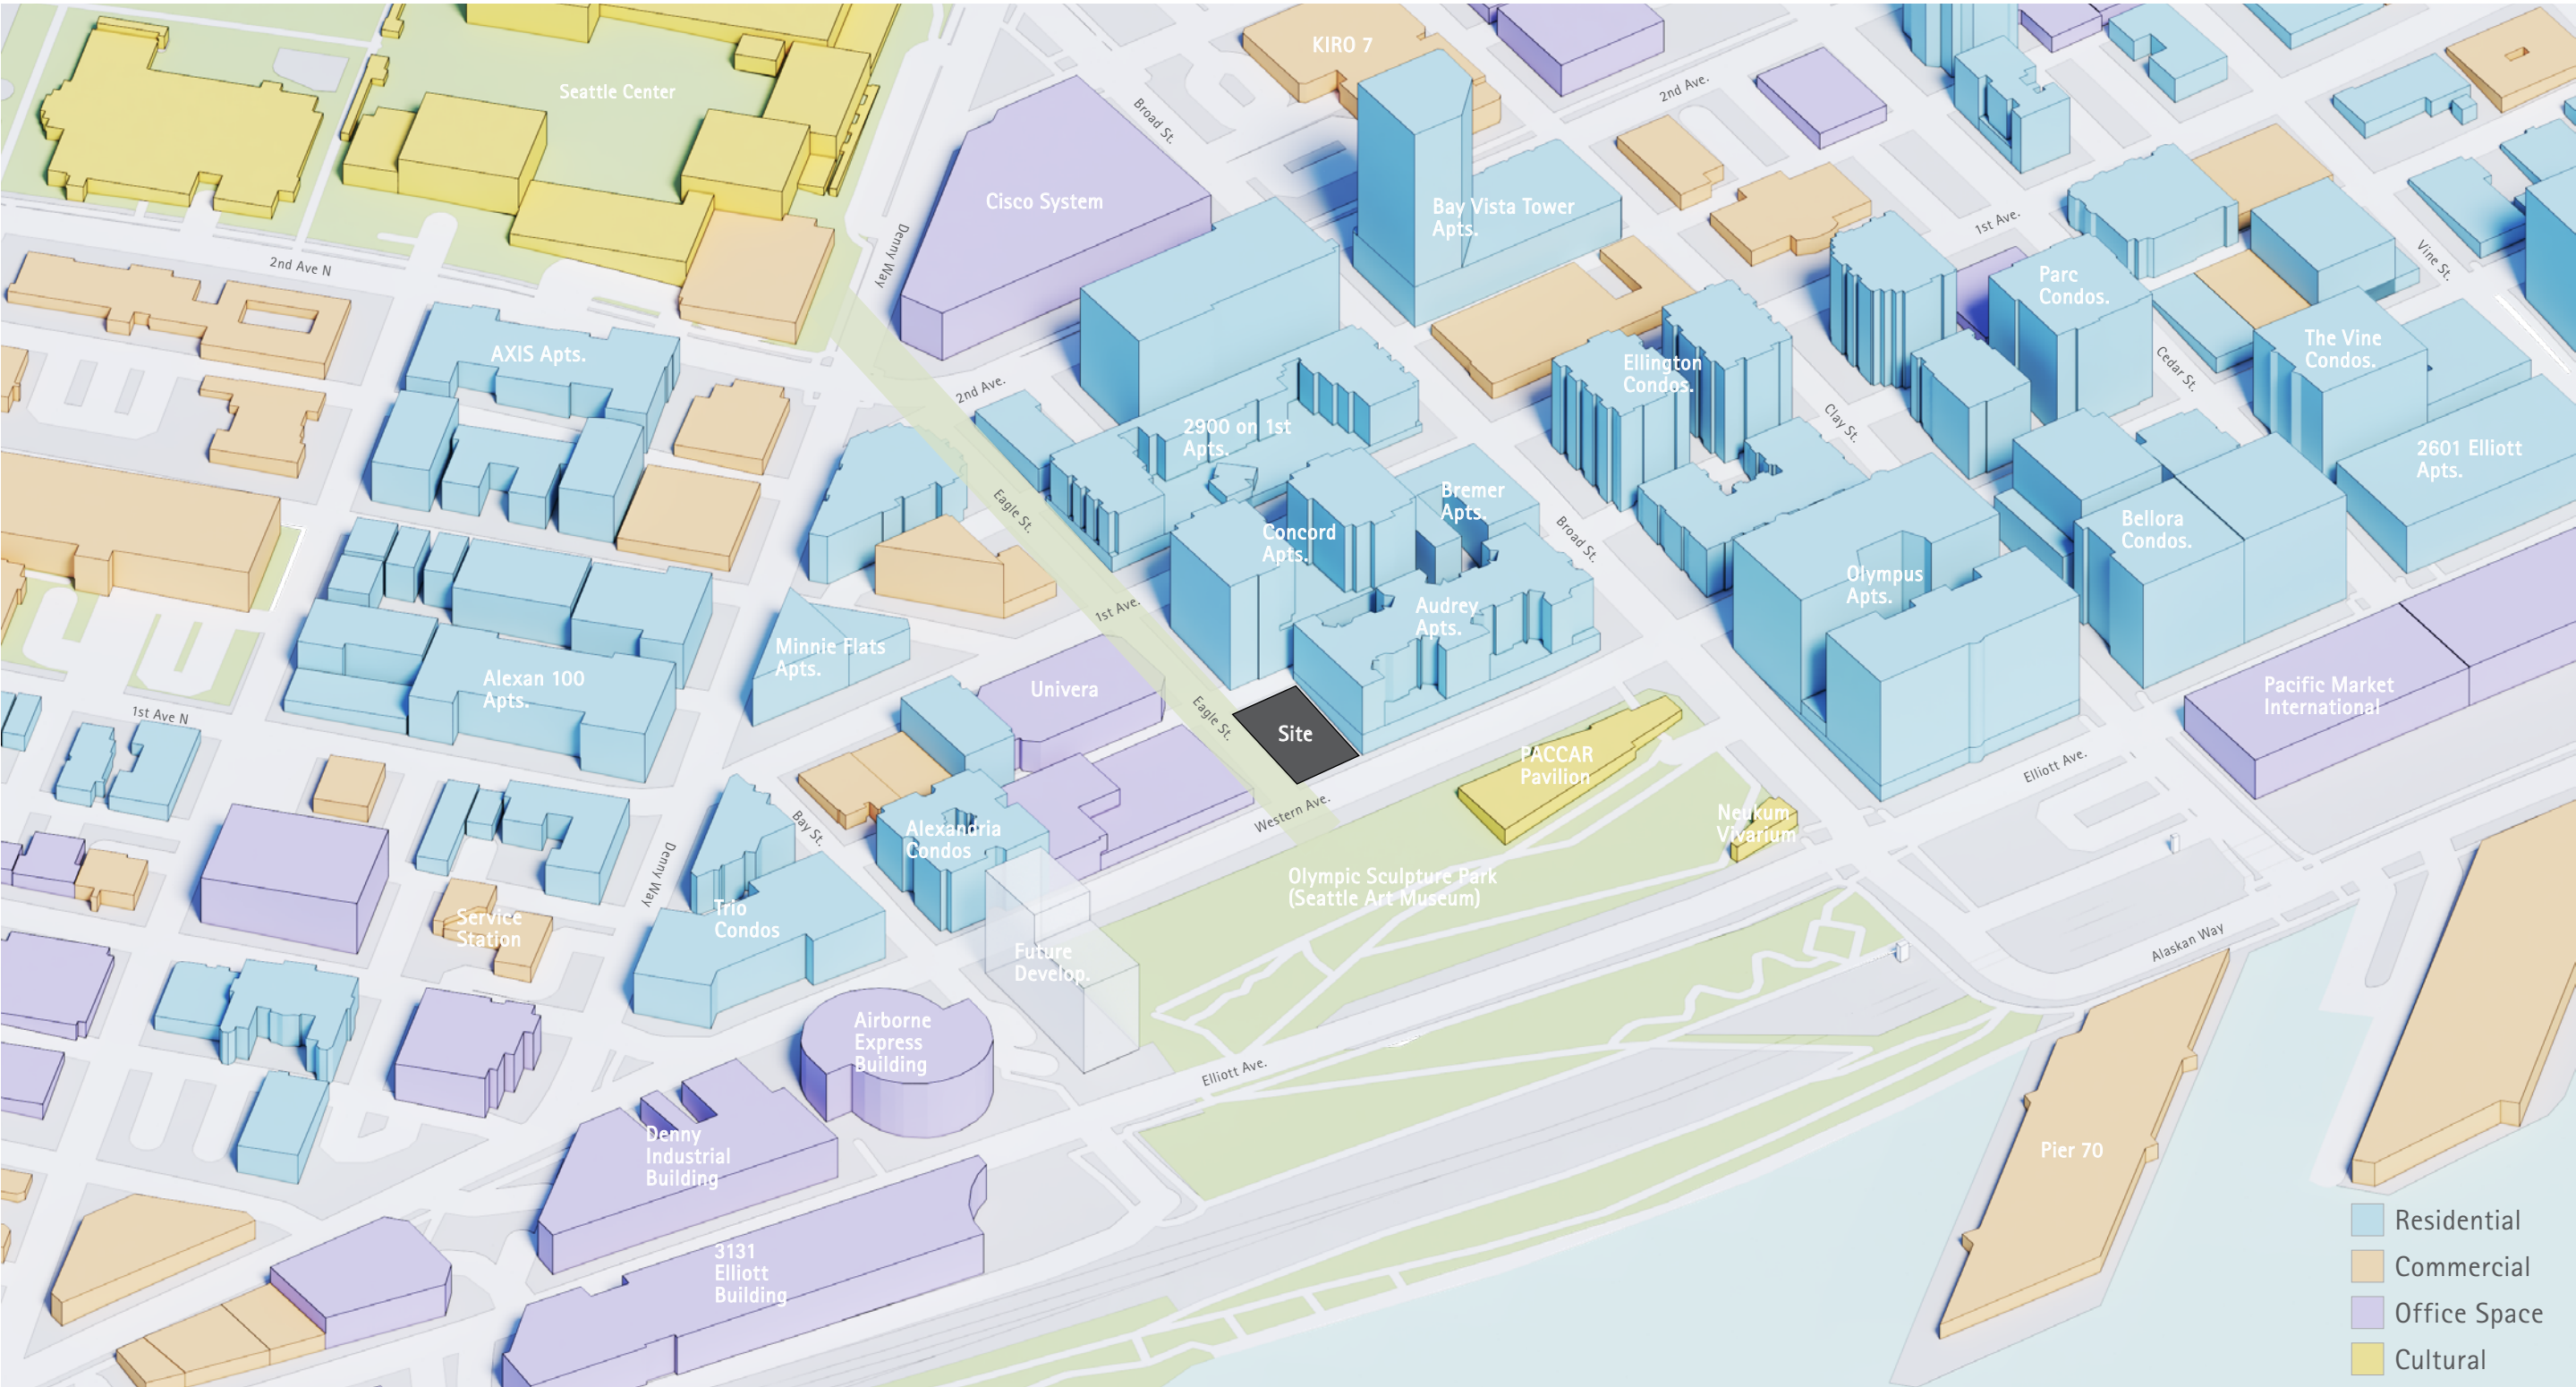 KIRO 7
Seattle Center
2nd Ave.
Broad St.
Cisco System
Bay Vista Tower
Apts.
1st Ave.
Denny Way
Vine St.
2nd Ave N
Parc
Condos.
The Vine
Condos.
AXIS Apts.
Ellington
Condos.
Cedar St.
2nd Ave.
2900 on 1st
Apts.
Clay St.
2601 Elliott
Apts.
Eagle St.
Bremer
Apts.
Concord
Apts.
Broad St.
Bellora
Condos.
Olympus
Apts.
1st Ave.
Audrey
Apts.
Minnie Flats
Apts.
Alexan 100
Apts.
Univera
Pacific Market
International
1st Ave N
Eagle St.
Site
PACCAR
Pavilion
Elliott Ave.
Western Ave.
Neukum
Vivarium
Bay St.
Alexandria
Condos
Denny Way
Olympic Sculpture Park
(Seattle Art Museum)
Service
Station
Trio
Condos
Future
Develop.
Alaskan Way
Airborne
Express
Building
Elliott Ave.
Denny
Industrial
Building
Pier 70
3131
Elliott
Building
Residential
Commercial
Office Space
Cultural